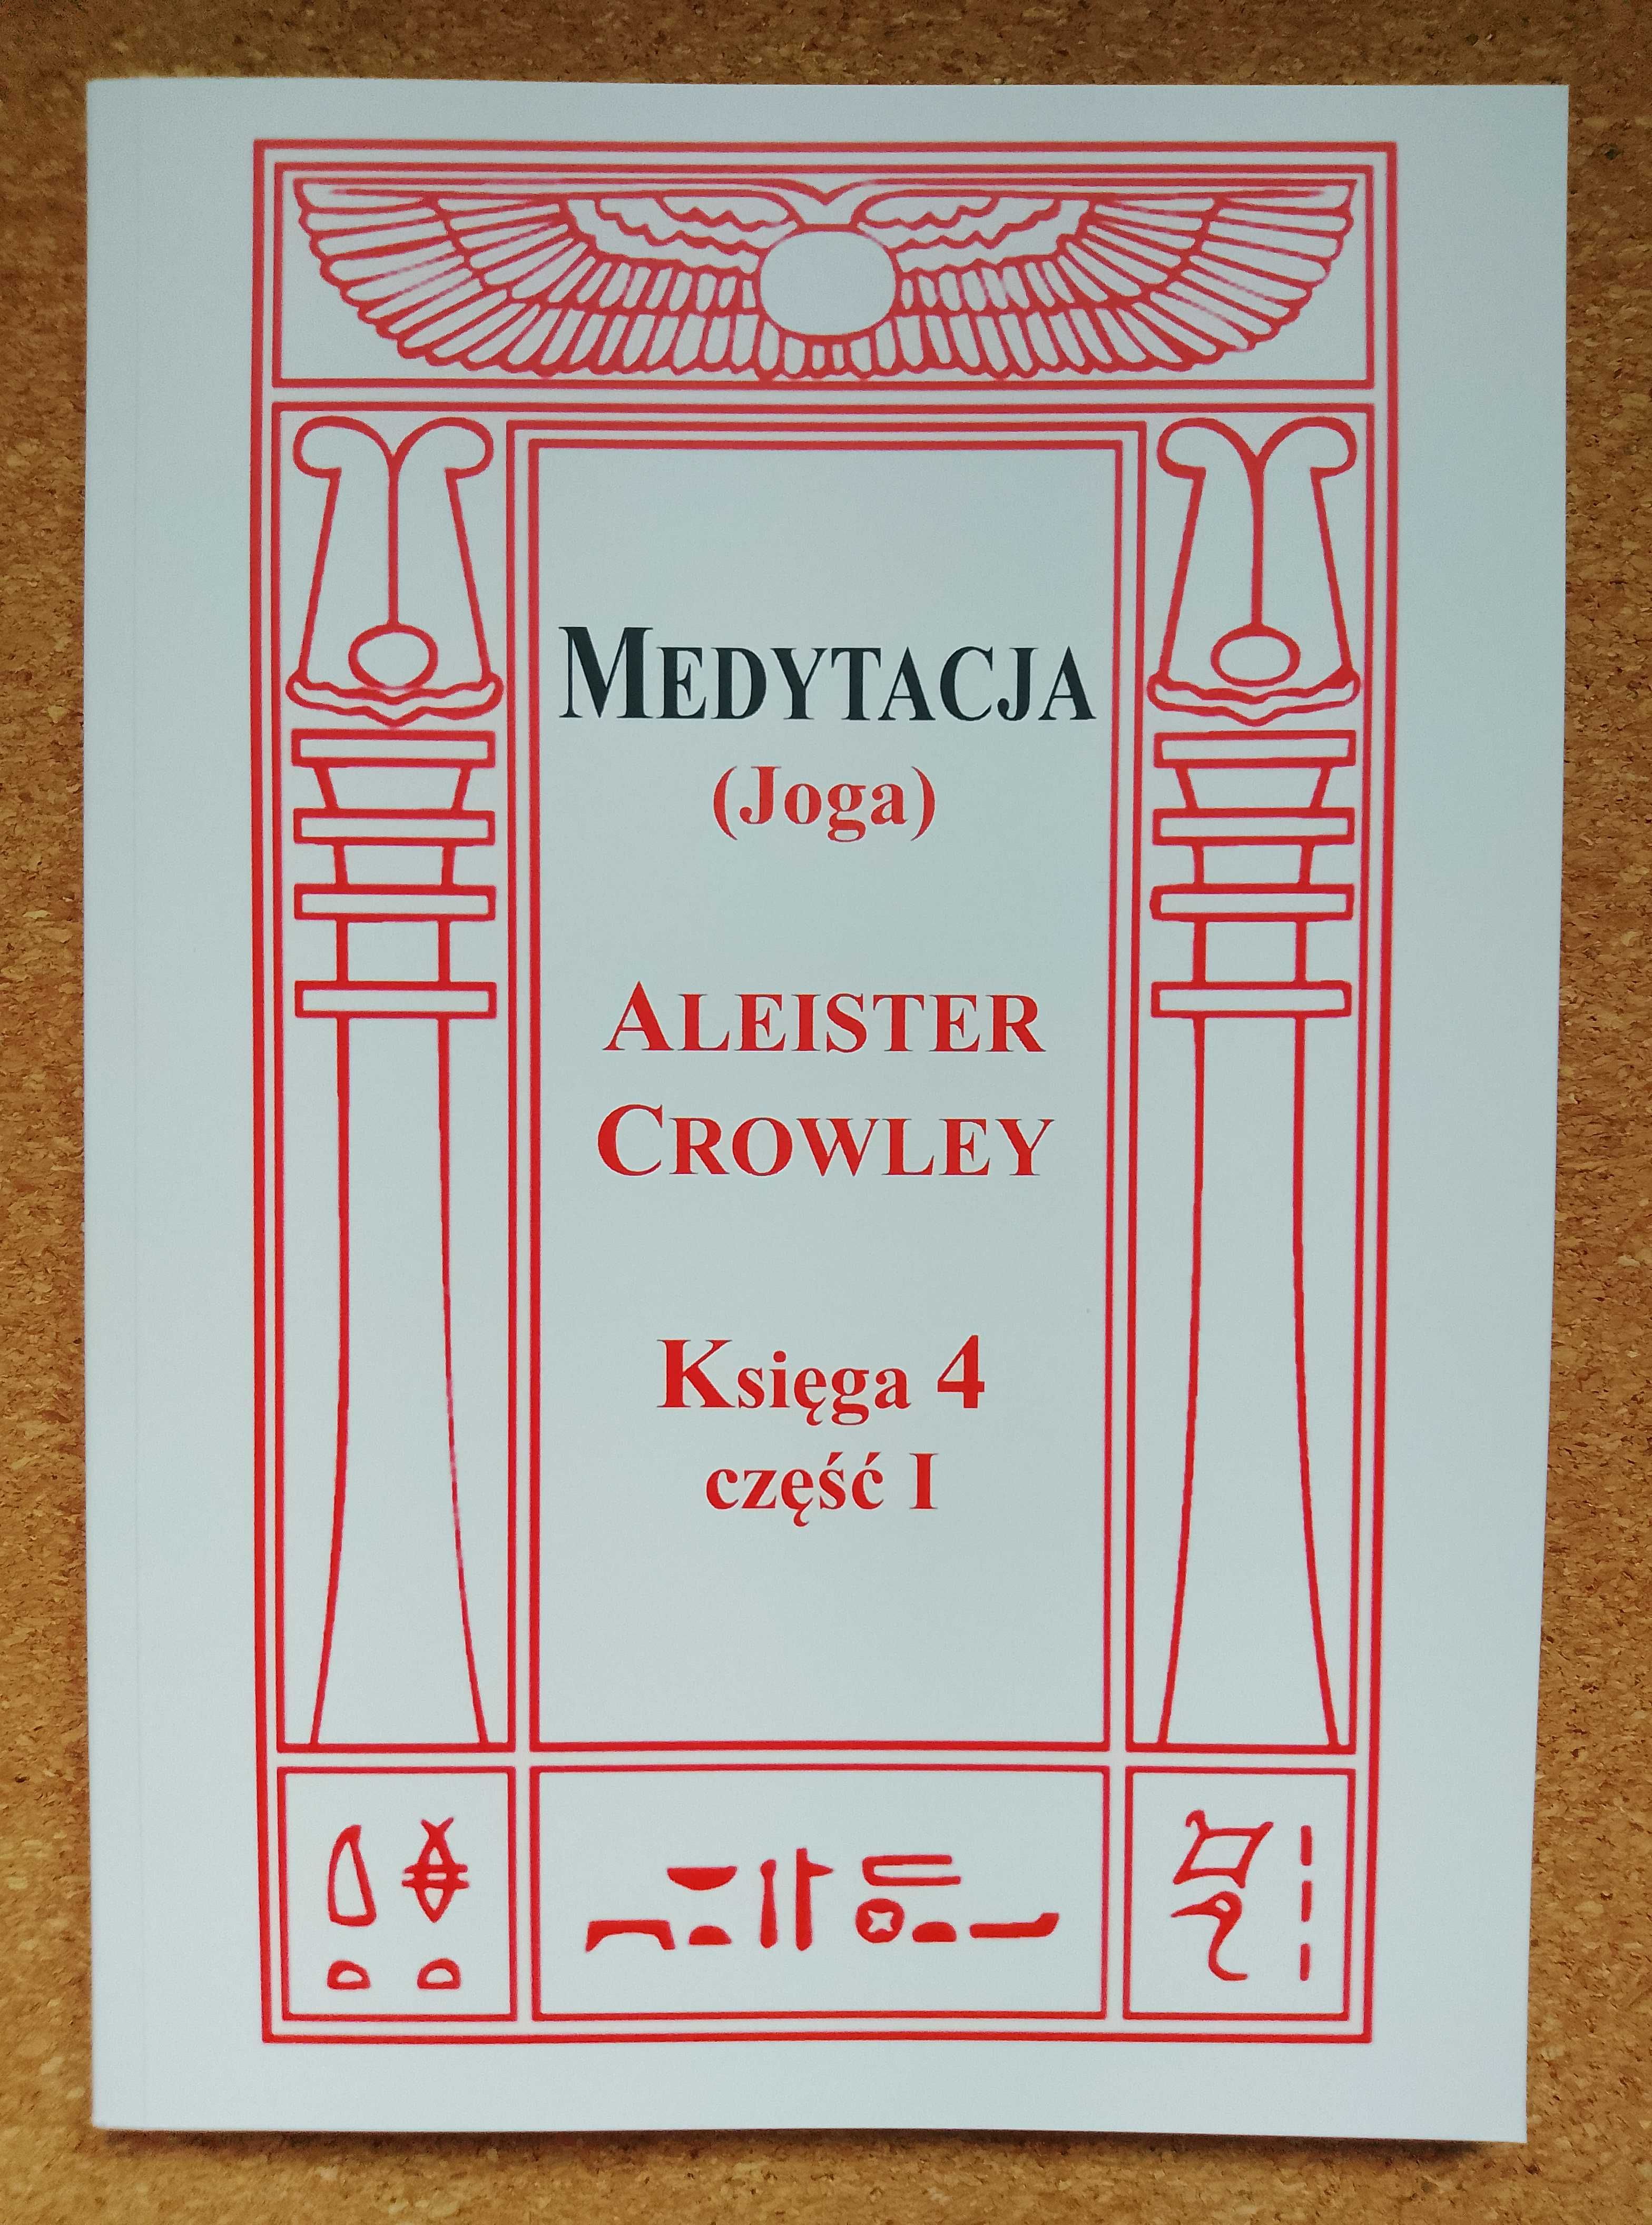 MEDYTACJA
(Joga)
ALEISTER
CROWLEY
Księga 4
część I